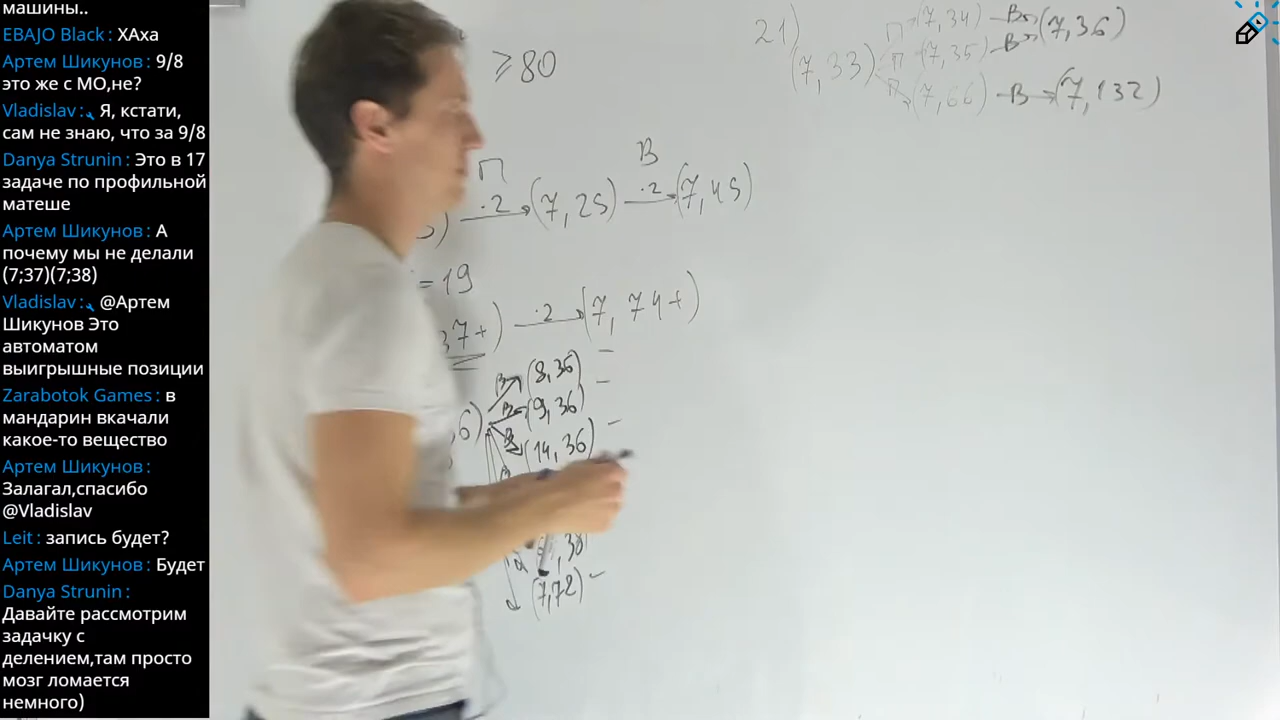 машины..
EBAJO Black : ХАха
Артем Шикунов : 9/8
это же с МО,не?
Vladislav : Я, кстати,
сам не знаю, что за 9/8
Danya Strunin : Это в 17
задаче по профильной
матеше
Артем Шикунов : А
почему мы не делали
(7;37)(7;38)
Vladislav : @Артем
Шикунов Это
автоматом
выигрышные позиции
Zarabotok Games : в
мандарин вкачали
какое-то вещество
Артем Шикунов :
Залагал,спасибо
@Vladislav
Leit : запись будет?
Артем Шикунов : Будет
Danya Strunin :
Давайте рассмотрим
задачку с
делением,там просто
мозг ломается
немного)
≥80
П В
·2 (7, 25) ·2 (7, 45)
= 19
37+) ·2 (7, 74+)
В (8,36) –
В (9,36) –
В (14,36) –
,6)
,38
(7,72) –
21)
(7,33)
П (7,34) В (7,36)
П (7,35) В
П (7,66) В (7,132)